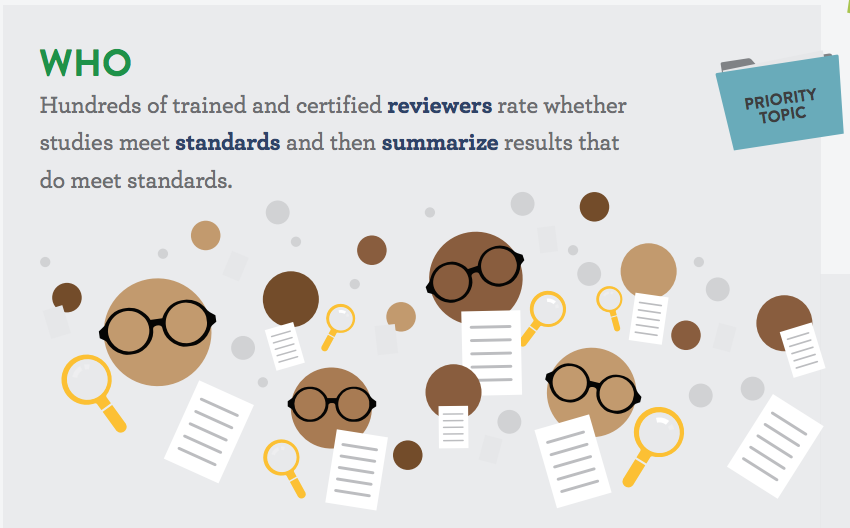 WHO
Hundreds of trained and certified reviewers rate whether
studies meet standards and then summarize results that
do meet standards.
PRIORITY
TOPIC